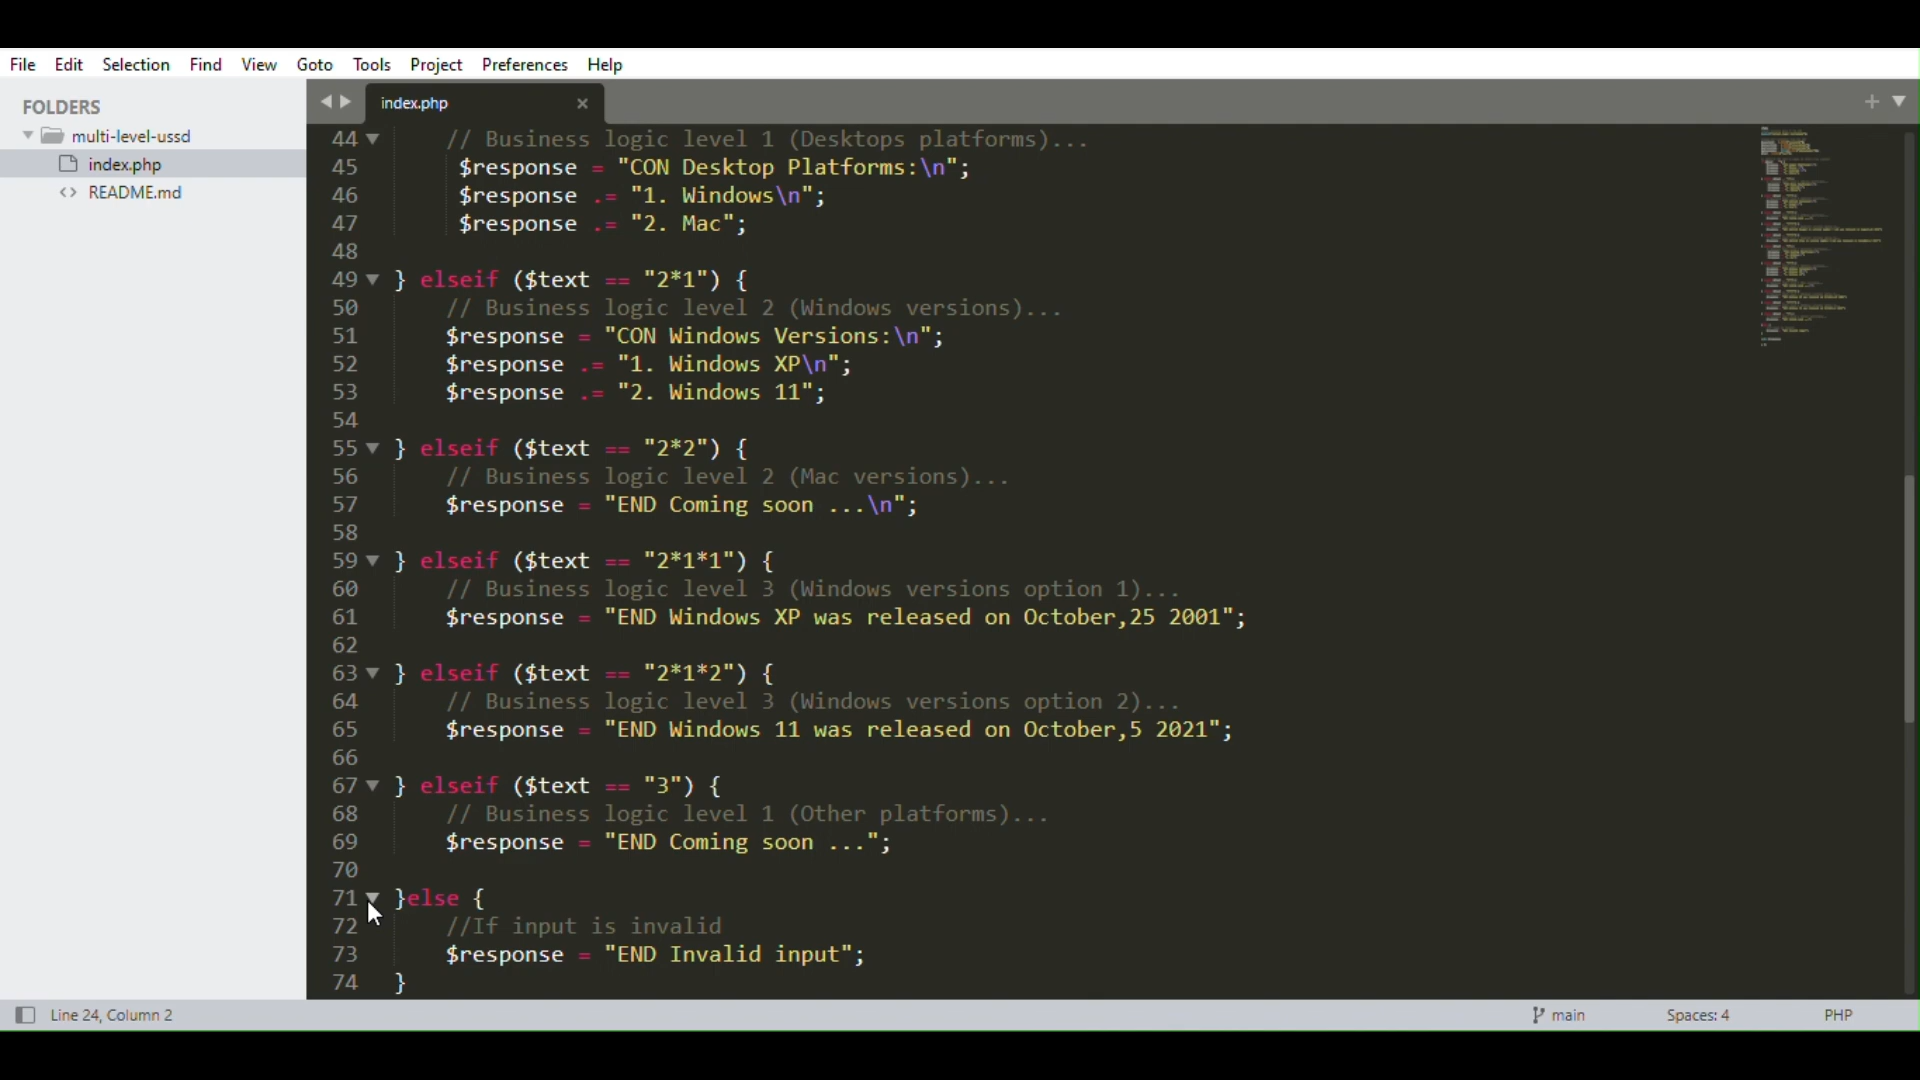 File Edit Selection Find View Goto Tools Project Preferences Help
FOLDERS
multi-level-ussd
index.php
README.md
index.php
44 // Business logic level 1 (Desktops platforms)...
45 $response = "CON Desktop Platforms:\n";
46 $response .= "1. Windows\n";
47 $response .= "2. Mac";
48
49 } elseif ($text == "2*1") {
50 // Business logic level 2 (Windows versions)...
51 $response = "CON Windows Versions:\n";
52 $response .= "1. Windows XP\n";
53 $response .= "2. Windows 11";
54
55 } elseif ($text == "2*2") {
56 // Business logic level 2 (Mac versions)...
57 $response = "END Coming soon ...\n";
58
59 } elseif ($text == "2*1*1") {
60 // Business logic level 3 (Windows versions option 1)...
61 $response = "END Windows XP was released on October,25 2001";
62
63 } elseif ($text == "2*1*2") {
64 // Business logic level 3 (Windows versions option 2)...
65 $response = "END Windows 11 was released on October,5 2021";
66
67 } elseif ($text == "3") {
68 // Business logic level 1 (Other platforms)...
69 $response = "END Coming soon ...";
70
71 }else {
72 //If input is invalid
73 $response = "END Invalid input";
74 }
Line 24, Column 2 main Spaces: 4 PHP